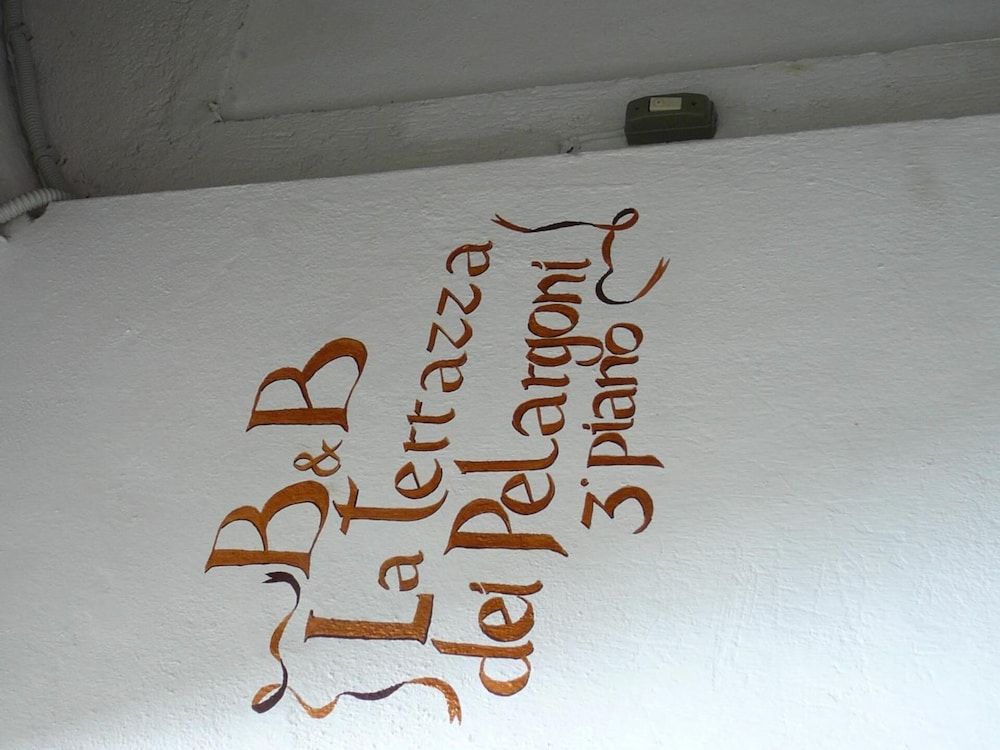 B&B
La terrazza
dei Pelargoni
3° piano